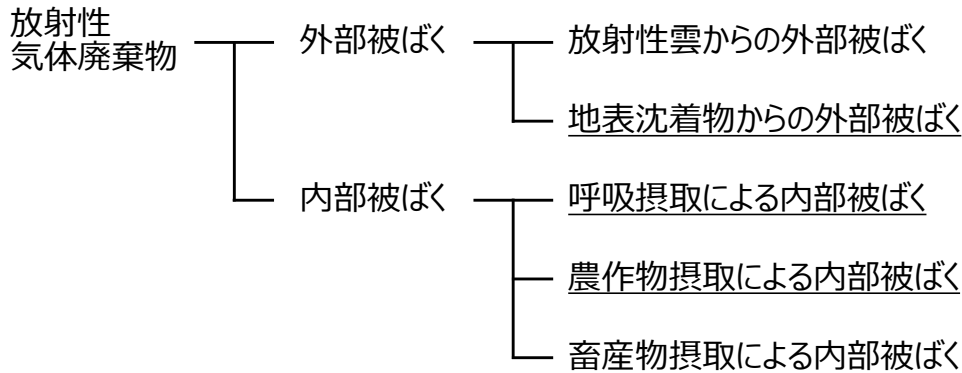 放射性
気体廃棄物
外部被ばく
放射性雲からの外部被ばく
地表沈着物からの外部被ばく
内部被ばく
呼吸摂取による内部被ばく
農作物摂取による内部被ばく
畜産物摂取による内部被ばく